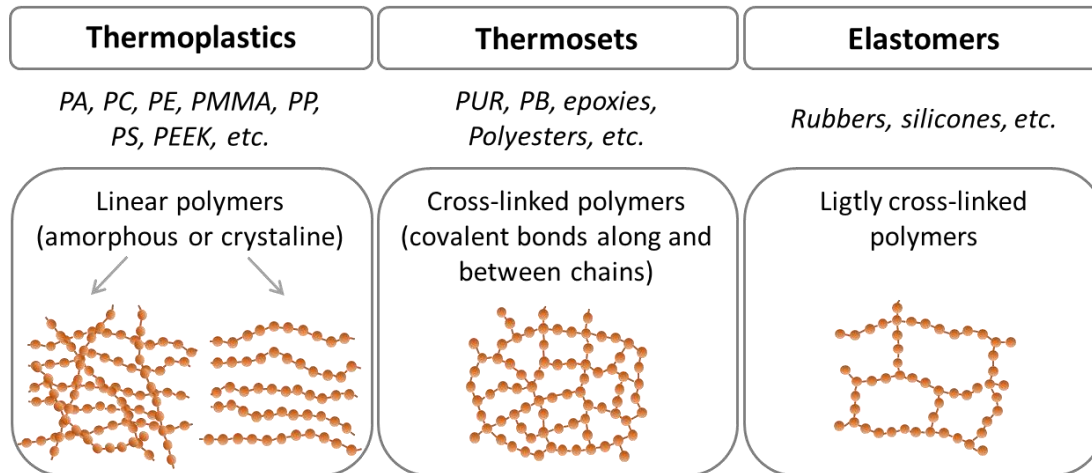 Thermoplastics
Thermosets
Elastomers
PA, PC, PE, PMMA, PP,
PS, PEEK, etc.
PUR, PB, epoxies,
Polyesters, etc.
Rubbers, silicones, etc.
Linear polymers
(amorphous or crystaline)
Cross-linked polymers
(covalent bonds along and
between chains)
Ligtly cross-linked
polymers